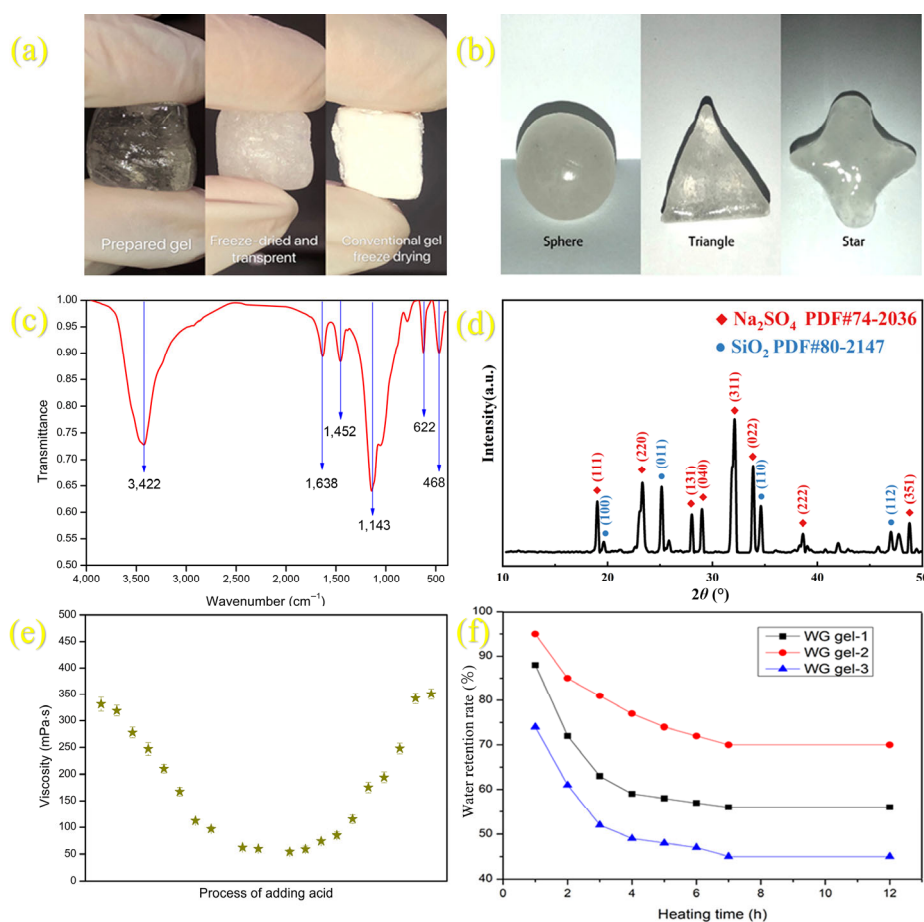 (a)
Prepared gel
Freeze-dried and
transprent
Conventional gel
freeze drying
(b)
Sphere
Triangle
Star
(c)
1.00
0.95
0.90
0.85
0.80
0.75
0.70
0.65
0.60
0.55
0.50
Transmittance
3,422
1,638
1,452
1,143
622
468
4,000
3,500
3,000
2,500
2,000
1,500
1,000
500
Wavenumber (cm⁻¹)
(d)
Na₂SO₄ PDF#74-2036
SiO₂ PDF#80-2147
Intensity(a.u.)
(111)
(100)
(220)
(011)
(131)
(040)
(311)
(022)
(110)
(222)
(112)
(351)
10
20
30
40
50
2θ (°)
(e)
500
450
400
350
300
250
200
150
100
50
0
Viscosity (mPa·s)
Process of adding acid
(f)
100
90
80
70
60
50
40
Water retention rate (%)
WG gel-1
WG gel-2
WG gel-3
0
2
4
6
8
10
12
Heating time (h)